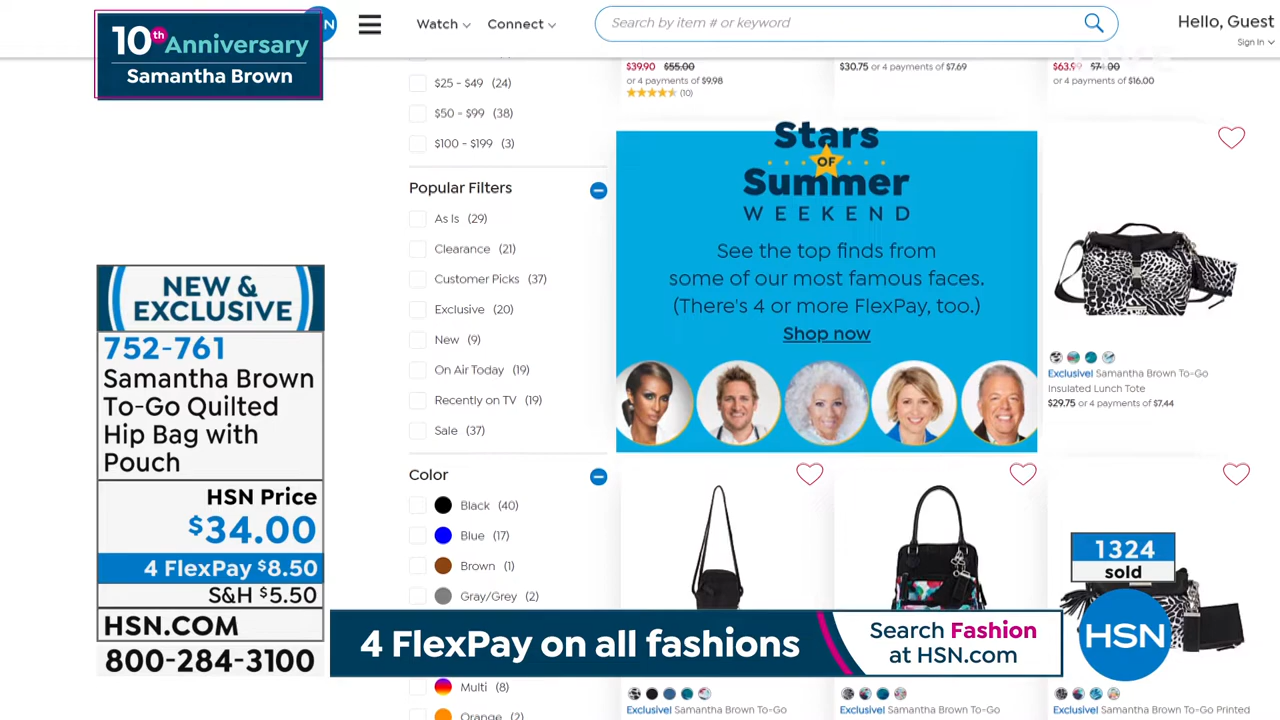 10th Anniversary
Samantha Brown
N
Watch
Connect
Search by item # or keyword
Hello, Guest
Sign In
$25 - $49 (24)
$50 - $99 (38)
$100 - $199 (3)
Popular Filters
As Is (29)
Clearance (21)
Customer Picks (37)
Exclusive (20)
New (9)
On Air Today (19)
Recently on TV (19)
Sale (37)
Color
Black (40)
Blue (17)
Brown (1)
Gray/Grey (2)
Multi (8)
Orange (2)
$39.90 $55.00
or 4 payments of $9.98
(10)
$30.75 or 4 payments of $7.69
$63.99 $71.00
or 4 payments of $16.00
Stars
OF
Summer
WEEKEND
See the top finds from
some of our most famous faces.
(There's 4 or more FlexPay, too.)
Shop now
Exclusive! Samantha Brown To-Go
Insulated Lunch Tote
$29.75 or 4 payments of $7.44
Exclusive! Samantha Brown To-Go
Exclusive! Samantha Brown To-Go
Exclusive! Samantha Brown To-Go Printed
NEW &
EXCLUSIVE
752-761
Samantha Brown
To-Go Quilted
Hip Bag with
Pouch
HSN Price
$34.00
4 FlexPay $8.50
S&H $5.50
HSN.COM
800-284-3100
4 FlexPay on all fashions
Search Fashion
at HSN.com
1324
sold
HSN